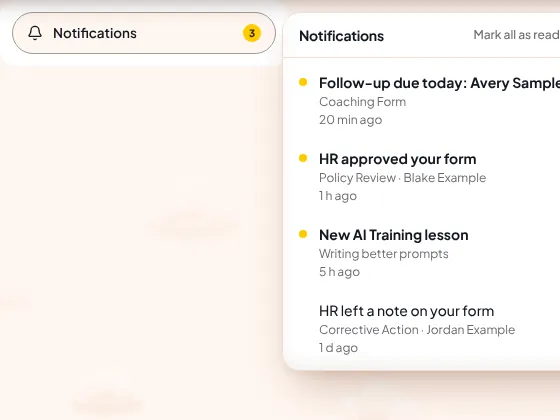 Notifications
3
Notifications
Mark all as read
Follow-up due today: Avery Sample
Coaching Form
20 min ago
HR approved your form
Policy Review · Blake Example
1 h ago
New AI Training lesson
Writing better prompts
5 h ago
HR left a note on your form
Corrective Action · Jordan Example
1 d ago